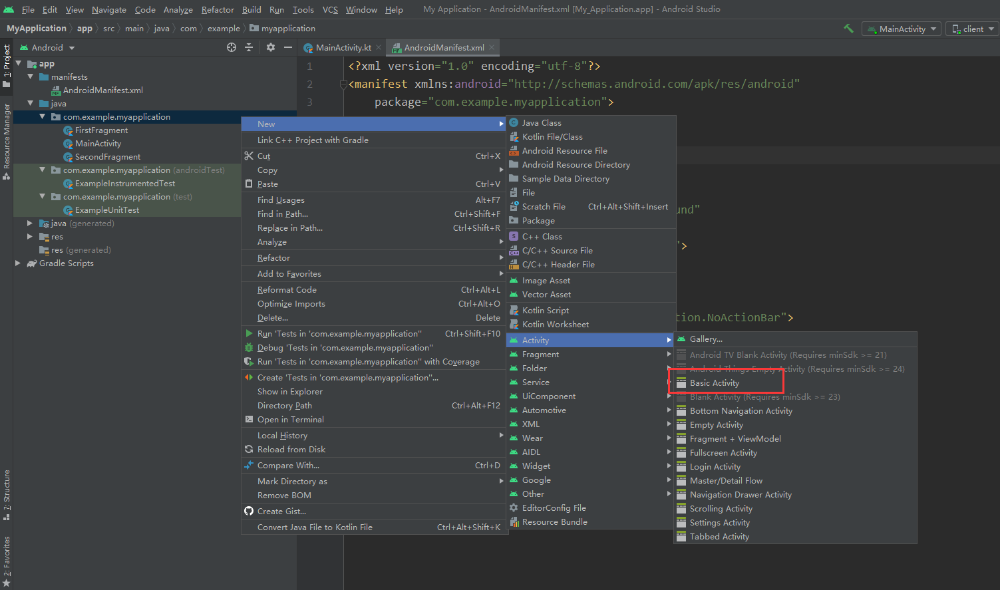 File Edit View Navigate Code Analyze Refactor Build Run Tools VCS Window Help My Application - AndroidManifest.xml [My_Application.app] - Android Studio
MyApplication app src main java com example myapplication MainActivity client
1: Project
Resource Manager
7: Structure
2: Favorites
Android
app
manifests
AndroidManifest.xml
java
com.example.myapplication
FirstFragment
MainActivity
SecondFragment
com.example.myapplication (androidTest)
ExampleInstrumentedTest
com.example.myapplication (test)
ExampleUnitTest
java (generated)
res
res (generated)
Gradle Scripts
MainActivity.kt AndroidManifest.xml
1 <?xml version="1.0" encoding="utf-8"?>
2 <manifest xmlns:android="http://schemas.android.com/apk/res/android"
3 package="com.example.myapplication">
und"
">
tion.NoActionBar">
New
Link C++ Project with Gradle
Cut Ctrl+X
Copy
Paste Ctrl+V
Find Usages Alt+F7
Find in Path... Ctrl+Shift+F
Replace in Path... Ctrl+Shift+R
Analyze
Refactor
Add to Favorites
Reformat Code Ctrl+Alt+L
Optimize Imports Ctrl+Alt+O
Delete... Delete
Run 'Tests in 'com.example.myapplication'' Ctrl+Shift+F10
Debug 'Tests in 'com.example.myapplication''
Run 'Tests in 'com.example.myapplication'' with Coverage
Create 'Tests in 'com.example.myapplication''...
Show in Explorer
Directory Path Ctrl+Alt+F12
Open in Terminal
Local History
Reload from Disk
Compare With... Ctrl+D
Mark Directory as
Remove BOM
Create Gist...
Convert Java File to Kotlin File Ctrl+Alt+Shift+K
Java Class
Kotlin File/Class
Android Resource File
Android Resource Directory
Sample Data Directory
File
Scratch File Ctrl+Alt+Shift+Insert
Package
C++ Class
C/C++ Source File
C/C++ Header File
Image Asset
Vector Asset
Kotlin Script
Kotlin Worksheet
Activity
Fragment
Folder
Service
UiComponent
Automotive
XML
Wear
AIDL
Widget
Google
Other
EditorConfig File
Resource Bundle
Gallery...
Android TV Blank Activity (Requires minSdk >= 21)
Android Things Empty Activity (Requires minSdk >= 24)
Basic Activity
Blank Activity (Requires minSdk >= 23)
Bottom Navigation Activity
Empty Activity
Fragment + ViewModel
Fullscreen Activity
Login Activity
Master/Detail Flow
Navigation Drawer Activity
Scrolling Activity
Settings Activity
Tabbed Activity